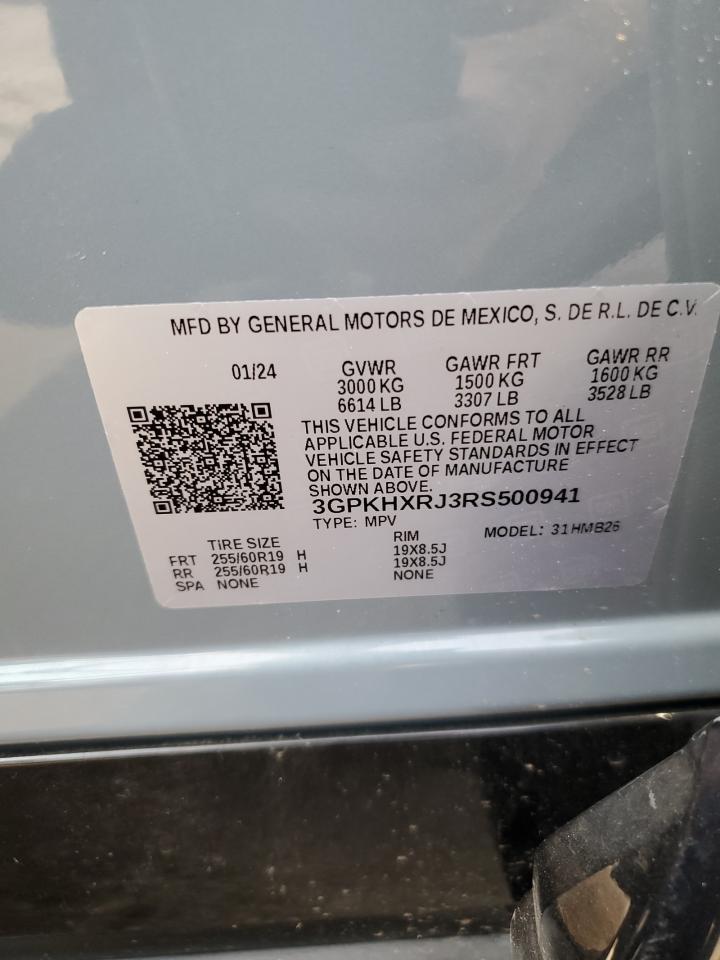 MFD BY GENERAL MOTORS DE MEXICO, S. DE R.L. DE C.V.
01/24 GVWR GAWR FRT GAWR RR
3000 KG 1500 KG 1600 KG
6614 LB 3307 LB 3528 LB
THIS VEHICLE CONFORMS TO ALL
APPLICABLE U.S. FEDERAL MOTOR
VEHICLE SAFETY STANDARDS IN EFFECT
ON THE DATE OF MANUFACTURE
SHOWN ABOVE.
3GPKHXRJ3RS500941
TYPE: MPV MODEL: 31HMB26
TIRE SIZE RIM
FRT 255/60R19 H 19X8.5J
RR 255/60R19 H 19X8.5J
SPA NONE NONE